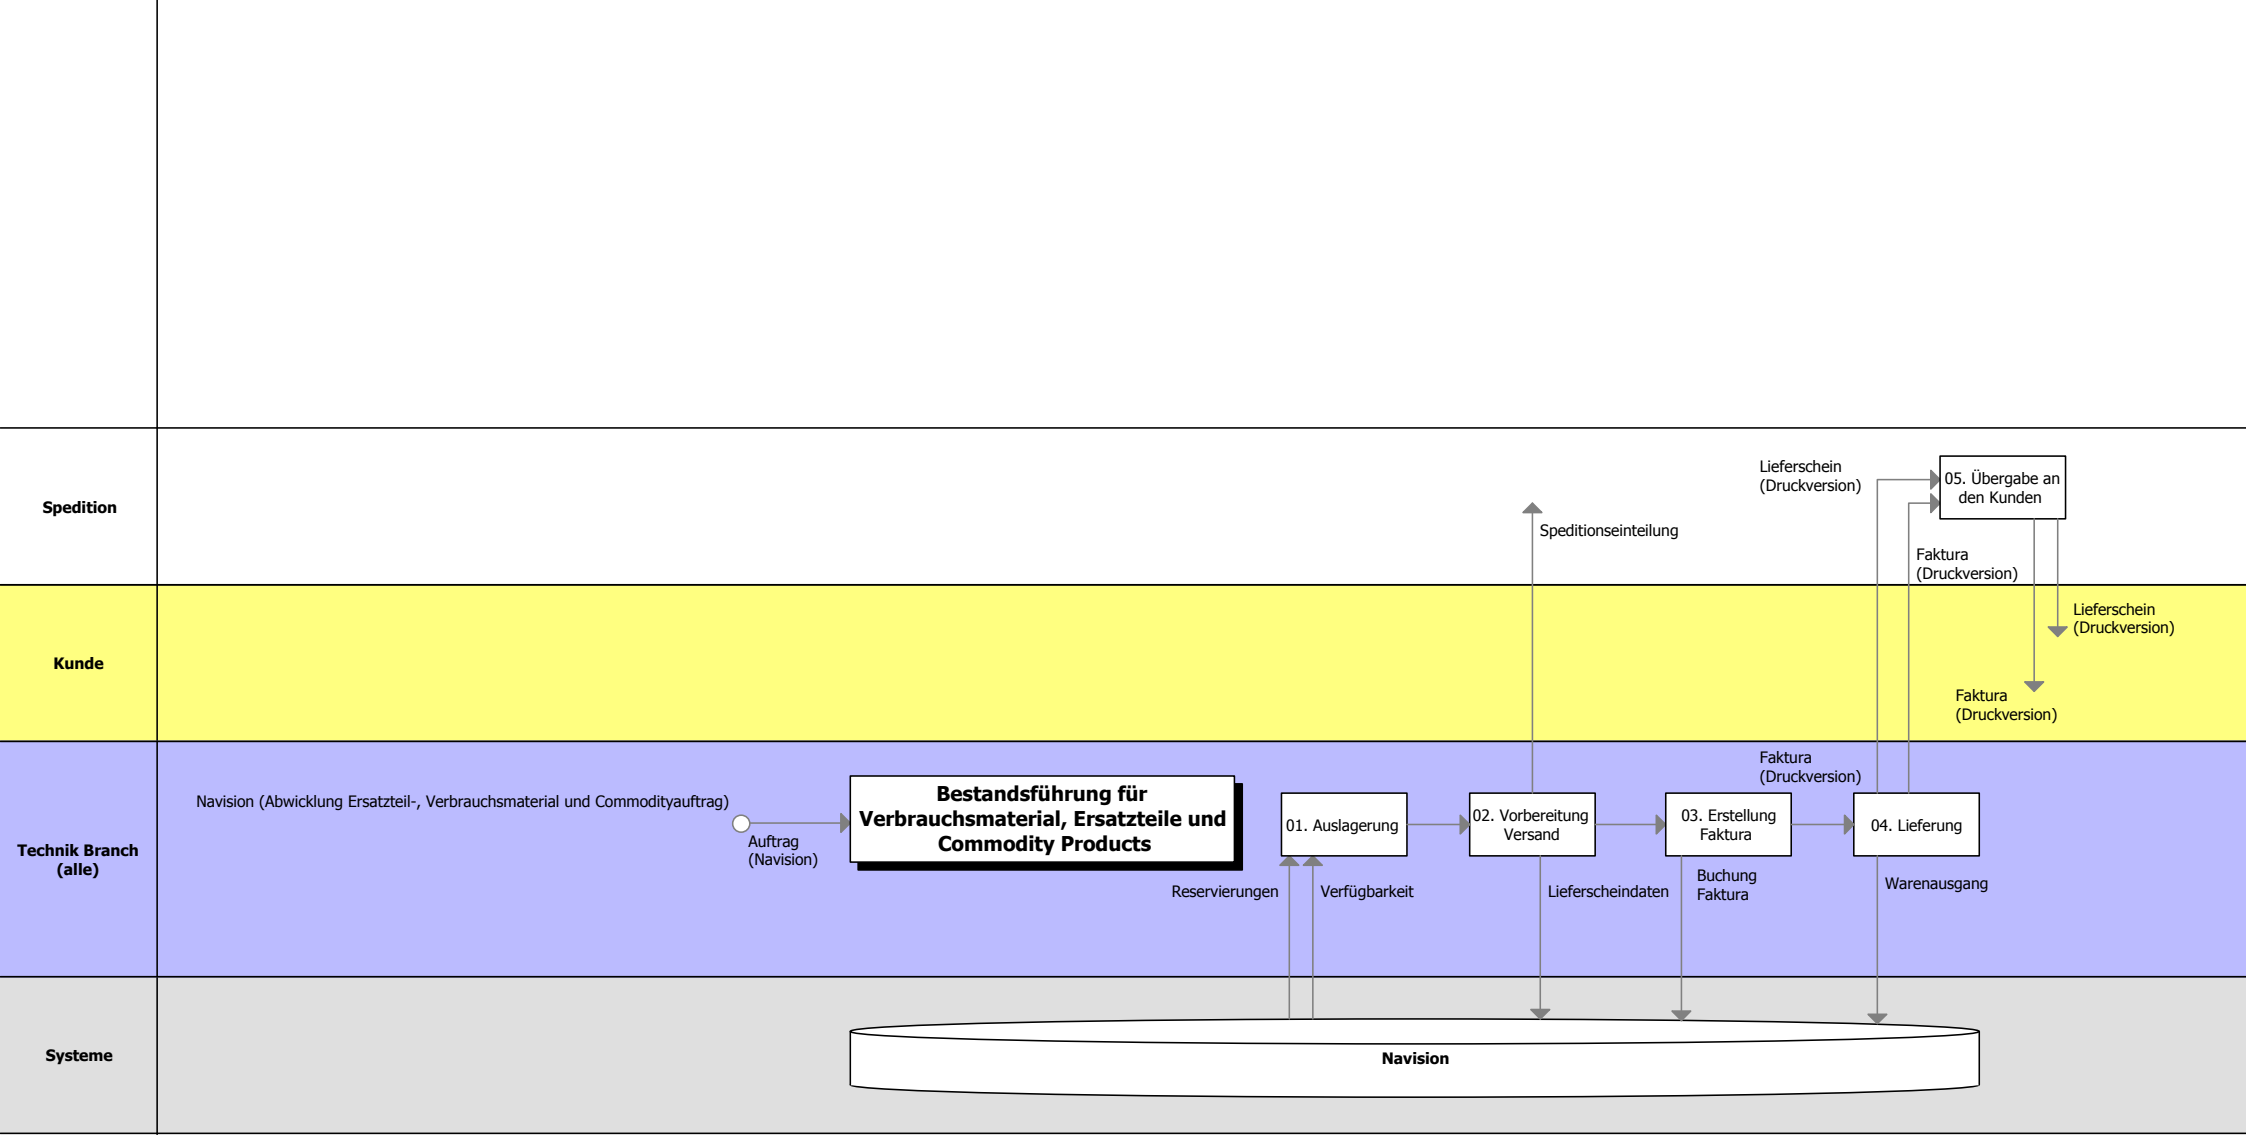 Spedition
Lieferschein
(Druckversion)
05. Übergabe an
den Kunden
Speditionseinteilung
Faktura
(Druckversion)
Kunde
Lieferschein
(Druckversion)
Faktura
(Druckversion)
Technik Branch
(alle)
Navision (Abwicklung Ersatzteil-, Verbrauchsmaterial und Commodityauftrag)
Auftrag
(Navision)
Bestandsführung für
Verbrauchsmaterial, Ersatzteile und
Commodity Products
01. Auslagerung
02. Vorbereitung
Versand
03. Erstellung
Faktura
Faktura
(Druckversion)
04. Lieferung
Reservierungen
Verfügbarkeit
Lieferscheindaten
Buchung
Faktura
Warenausgang
Systeme
Navision